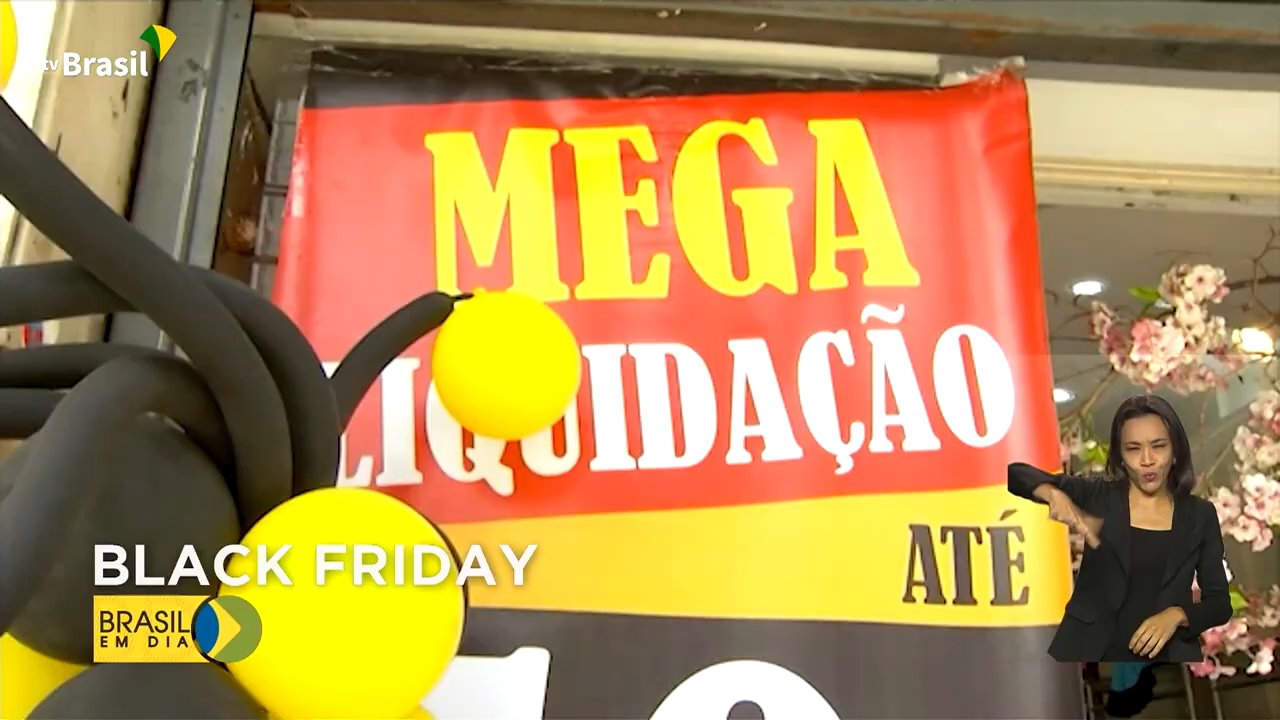 tv Brasil
MEGA
LIQUIDAÇÃO
ATÉ
BLACK FRIDAY
BRASIL
EM DIA